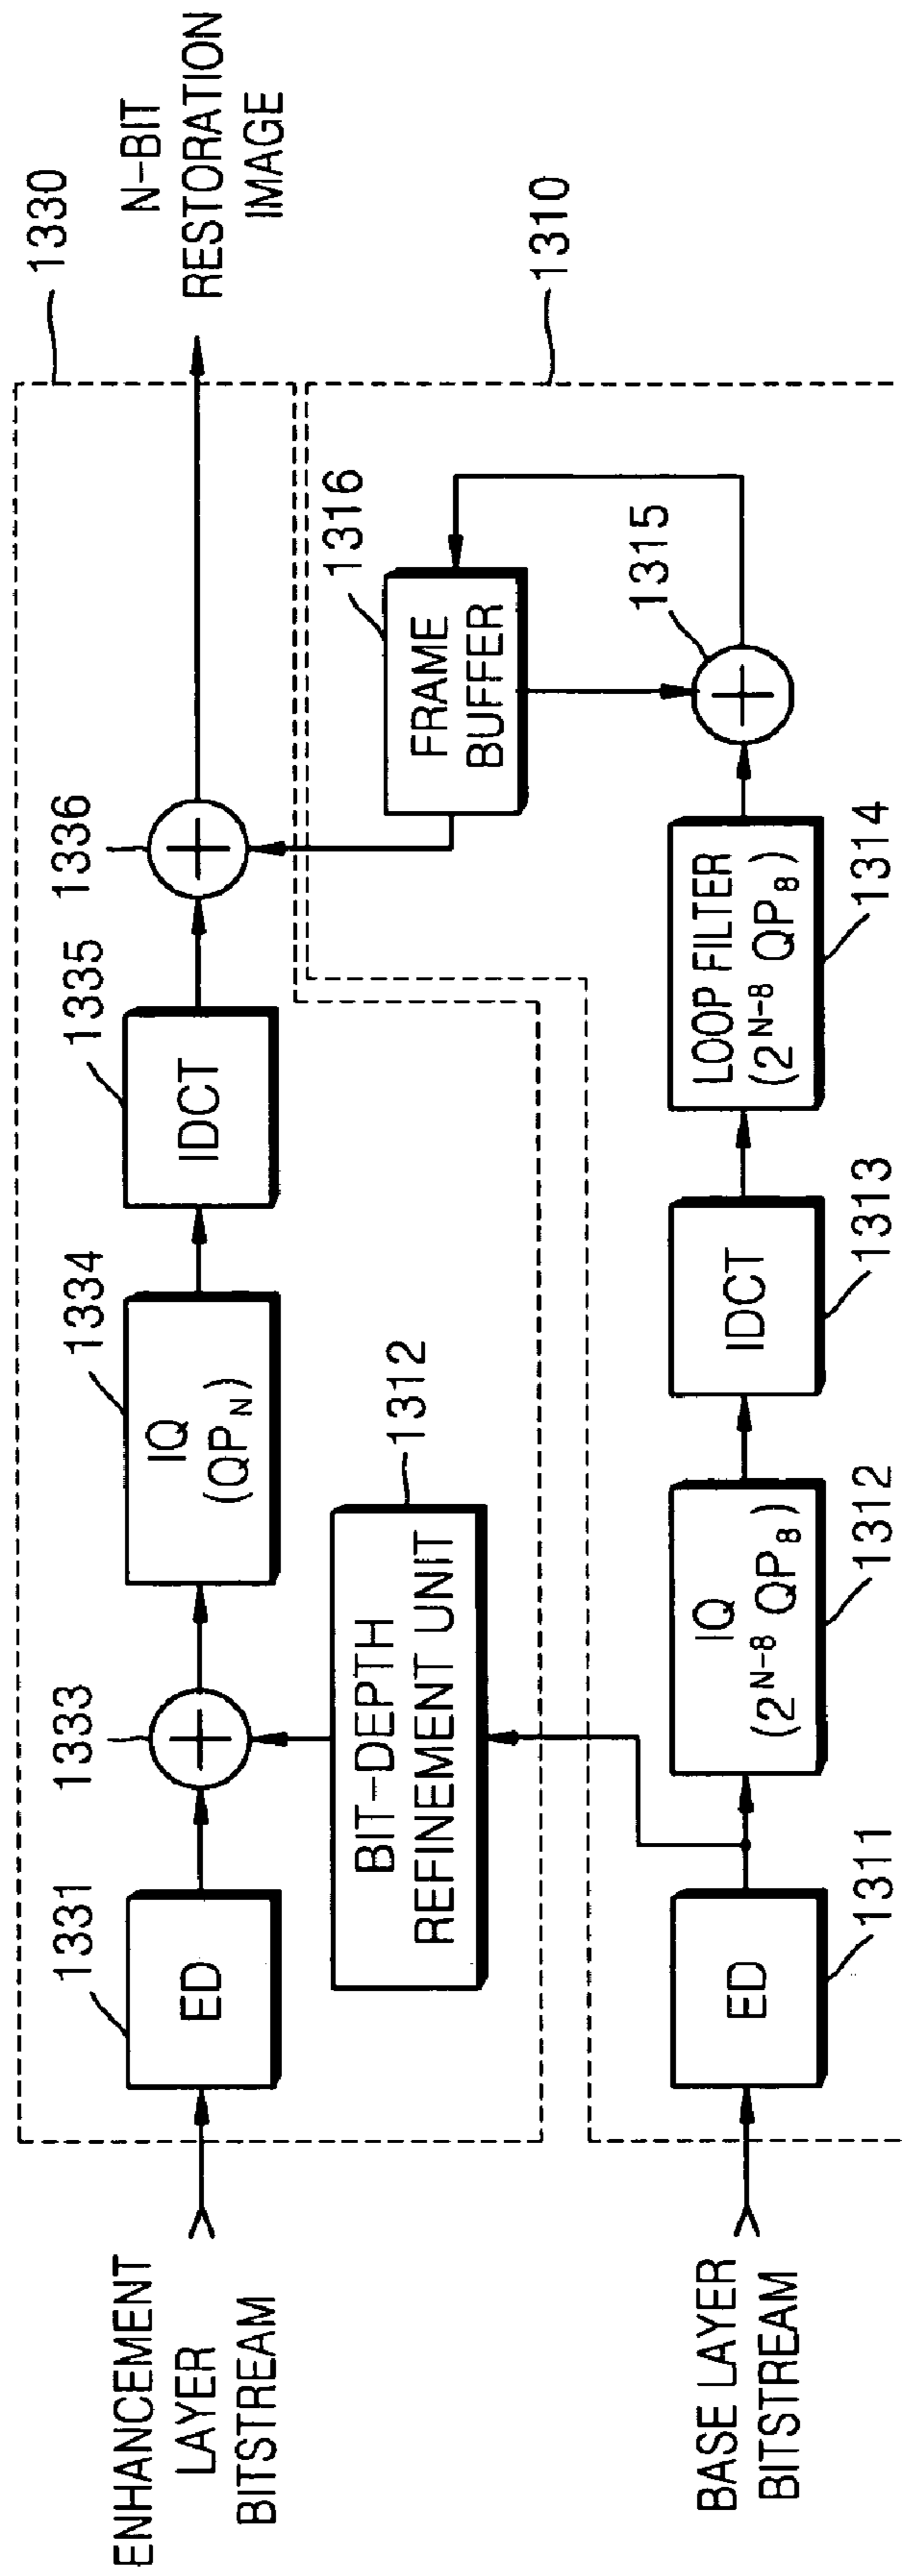 ENHANCEMENT
LAYER
BITSTREAM
1331
ED
1333
1334
IQ
(QP_N)
1335
IDCT
1336
1330
N-BIT
RESTORATION
IMAGE
BIT-DEPTH
REFINEMENT UNIT
1312
FRAME
BUFFER
1316
1310
BASE LAYER
BITSTREAM
ED
1311
IQ
(2^{N-8} QP_8)
1312
IDCT
1313
LOOP FILTER
(2^{N-8} QP_8)
1314
1315